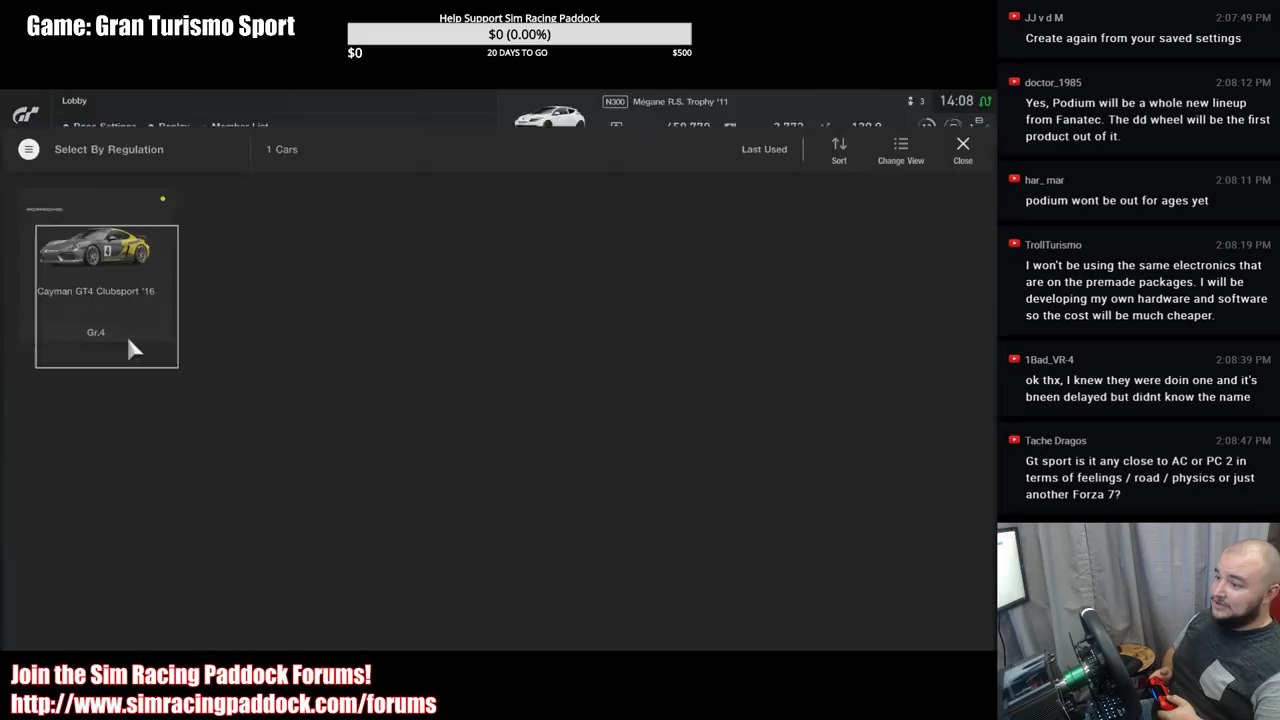 Game: Gran Turismo Sport
Help Support Sim Racing Paddock
$0 (0.00%)
$0
20 DAYS TO GO
$500
Lobby
N300
Mégane R.S. Trophy '11
3
14:08
Select By Regulation
1 Cars
Last Used
Sort
Change View
Close
PORSCHE
4
Cayman GT4 Clubsport '16
Gr.4
JJ v d M 2:07:49 PM
Create again from your saved settings
doctor_1985 2:08:12 PM
Yes, Podium will be a whole new lineup
from Fanatec. The dd wheel will be the first
product out of it.
har_ mar 2:08:11 PM
podium wont be out for ages yet
TrollTurismo 2:08:19 PM
I won't be using the same electronics that
are on the premade packages. I will be
developing my own hardware and software
so the cost will be much cheaper.
1Bad_VR-4 2:08:39 PM
ok thx, I knew they were doin one and it's
bneen delayed but didnt know the name
Tache Dragos 2:08:47 PM
Gt sport is it any close to AC or PC 2 in
terms of feelings / road / physics or just
another Forza 7?
Join the Sim Racing Paddock Forums!
http://www.simracingpaddock.com/forums